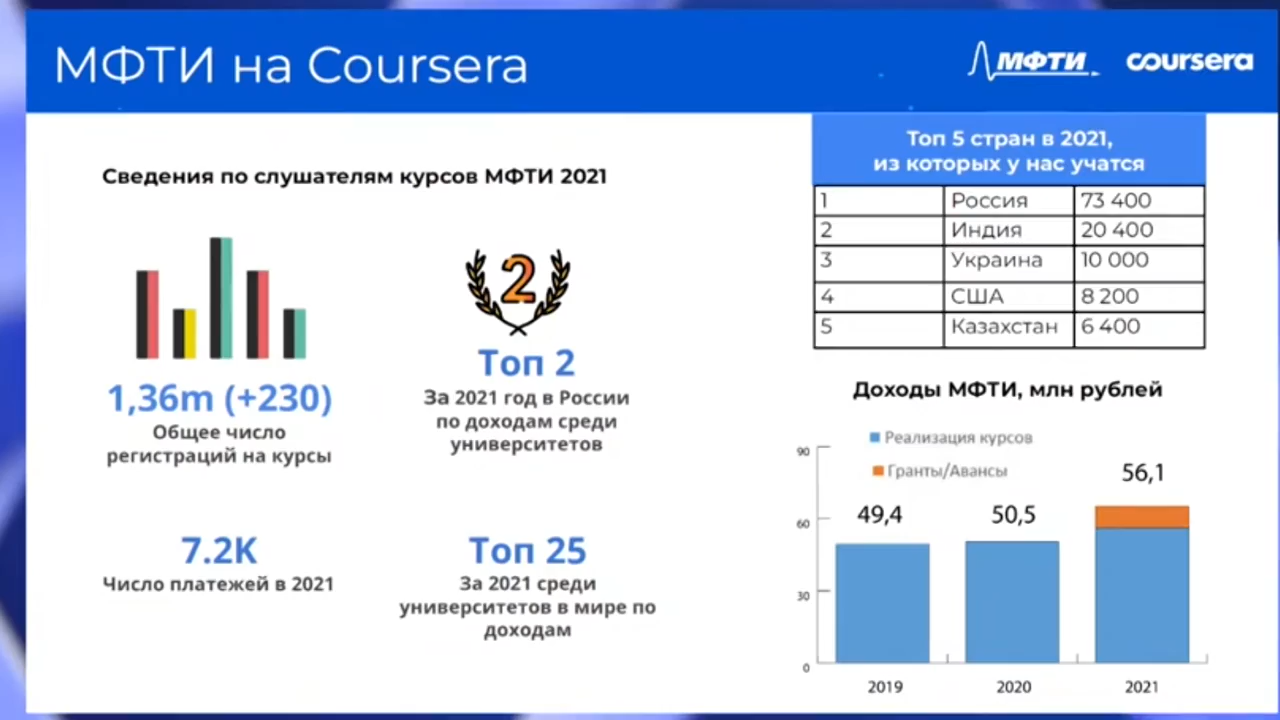 МФТИ на Coursera
МФТИ
coursera
Сведения по слушателям курсов МФТИ 2021
1,36m (+230)
Общее число
регистраций на курсы
2
Топ 2
За 2021 год в России
по доходам среди
университетов
7.2K
Число платежей в 2021
Топ 25
За 2021 среди
университетов в мире по
доходам
Топ 5 стран в 2021,
из которых у нас учатся
1 Россия 73 400
2 Индия 20 400
3 Украина 10 000
4 США 8 200
5 Казахстан 6 400
Доходы МФТИ, млн рублей
Реализация курсов
Гранты/Авансы
90
60
30
0
49,4
50,5
56,1
2019
2020
2021